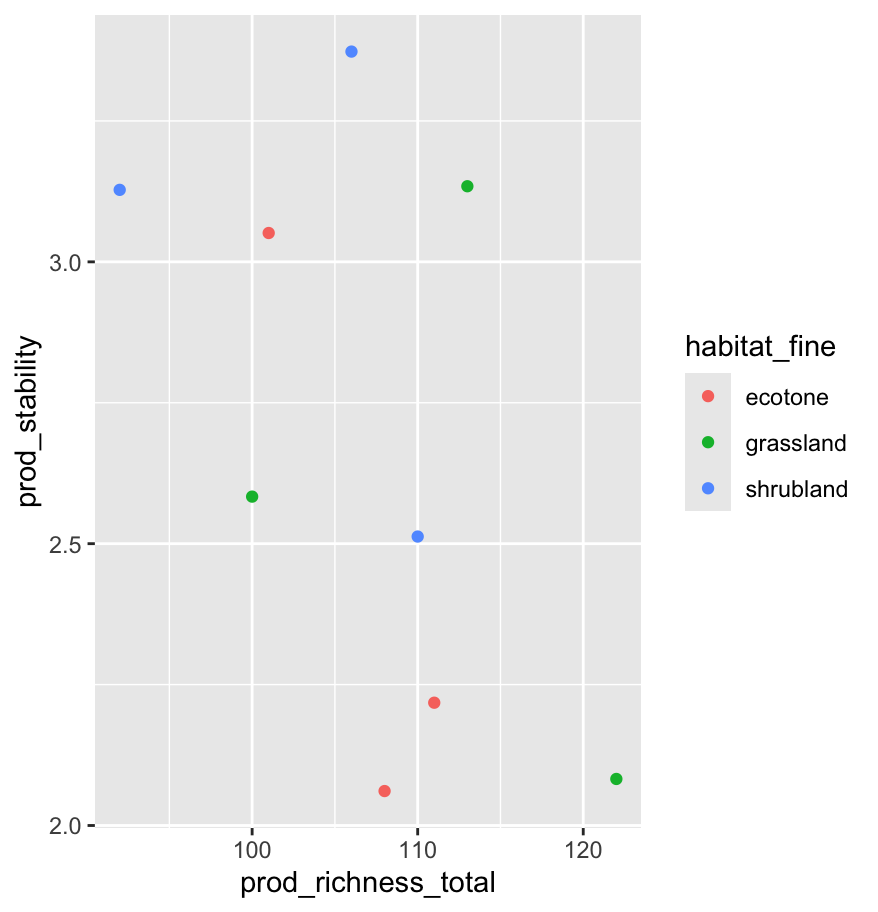 prod_stability
3.0
2.5
2.0
100
110
120
prod_richness_total
habitat_fine
ecotone
grassland
shrubland